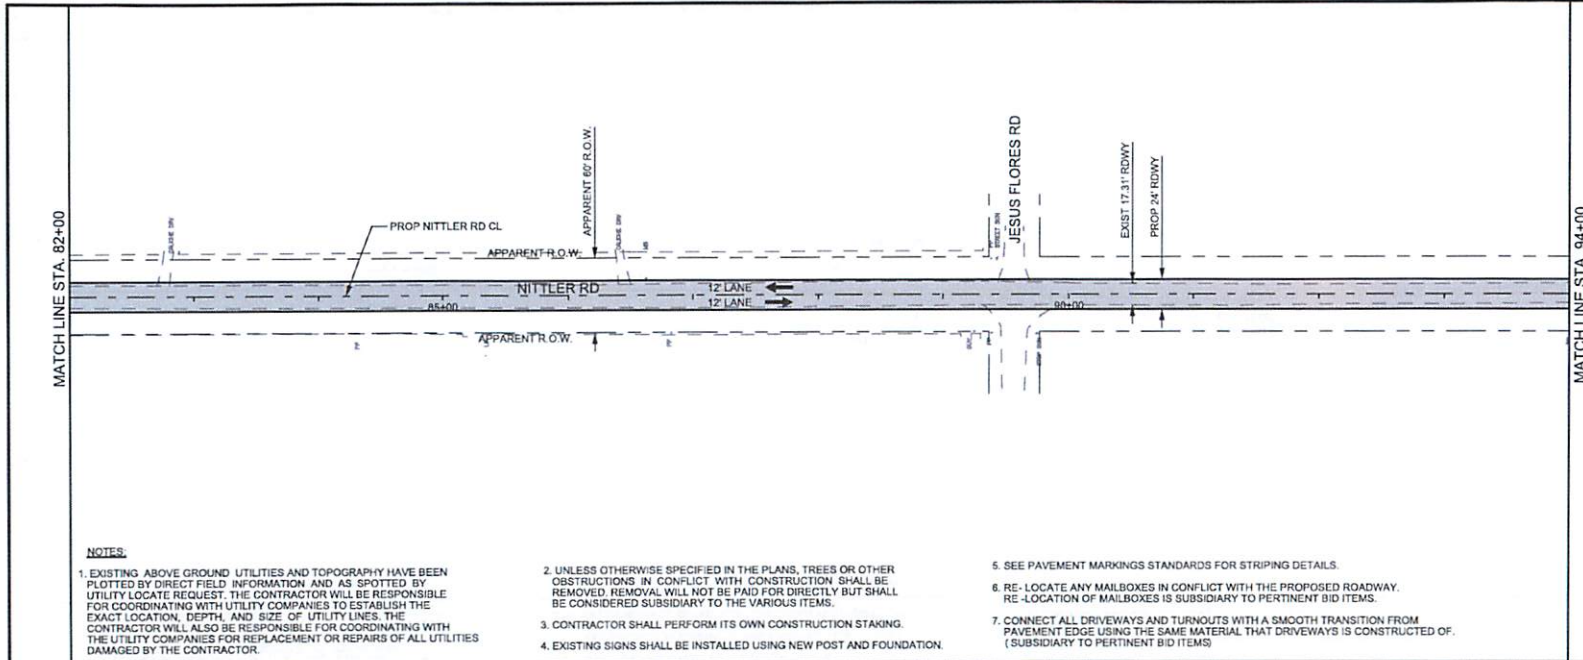 MATCH LINE STA. 82+00
PROP NITTLER RD CL
APPARENT 60' R.O.W.
JESUS FLORES RD
EXIST 17.31' RDWY
PROP 24' RDWY
MATCH LINE STA. 94+00
APPARENT R.O.W.
NITTLER RD
12' LANE
12' LANE
85+00
90+00
APPARENT R.O.W.
NOTES:
1. EXISTING ABOVE GROUND UTILITIES AND TOPOGRAPHY HAVE BEEN
PLOTTED BY DIRECT FIELD INFORMATION AND AS SPOTTED BY
UTILITY LOCATE REQUEST. THE CONTRACTOR WILL BE RESPONSIBLE
FOR COORDINATING WITH UTILITY COMPANIES TO ESTABLISH THE
EXACT LOCATION, DEPTH, AND SIZE OF UTILITY LINES. THE
CONTRACTOR WILL ALSO BE RESPONSIBLE FOR COORDINATING WITH
THE UTILITY COMPANIES FOR REPLACEMENT OR REPAIRS OF ALL UTILITIES
DAMAGED BY THE CONTRACTOR.
2. UNLESS OTHERWISE SPECIFIED IN THE PLANS, TREES OR OTHER
OBSTRUCTIONS IN CONFLICT WITH CONSTRUCTION SHALL BE
REMOVED. REMOVAL WILL NOT BE PAID FOR DIRECTLY BUT SHALL
BE CONSIDERED SUBSIDIARY TO THE VARIOUS ITEMS.
3. CONTRACTOR SHALL PERFORM ITS OWN CONSTRUCTION STAKING.
4. EXISTING SIGNS SHALL BE INSTALLED USING NEW POST AND FOUNDATION.
5. SEE PAVEMENT MARKINGS STANDARDS FOR STRIPING DETAILS.
6. RE- LOCATE ANY MAILBOXES IN CONFLICT WITH THE PROPOSED ROADWAY.
RE -LOCATION OF MAILBOXES IS SUBSIDIARY TO PERTINENT BID ITEMS.
7. CONNECT ALL DRIVEWAYS AND TURNOUTS WITH A SMOOTH TRANSITION FROM
PAVEMENT EDGE USING THE SAME MATERIAL THAT DRIVEWAYS IS CONSTRUCTED OF.
( SUBSIDIARY TO PERTINENT BID ITEMS)